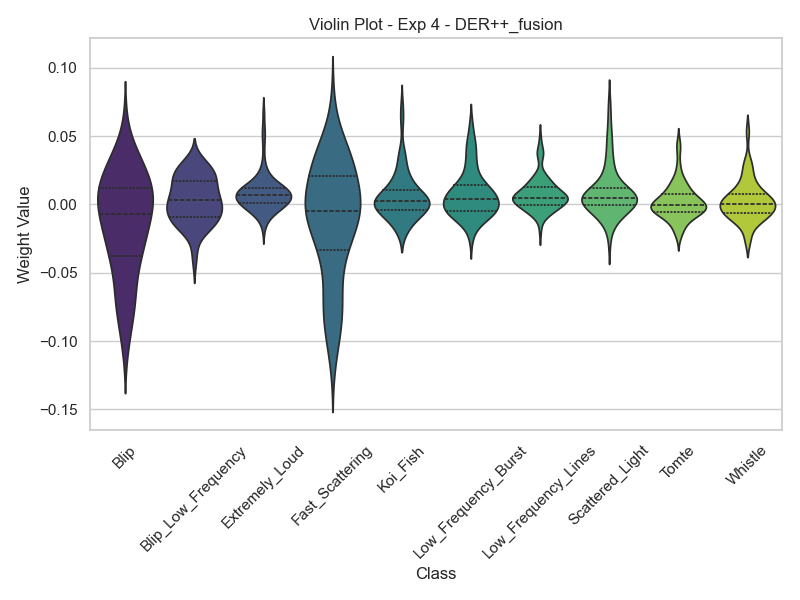 Violin Plot - Exp 4 - DER++_fusion
0.10
0.05
0.00
−0.05
−0.10
−0.15
Weight Value
Blip
Blip_Low_Frequency
Extremely_Loud
Fast_Scattering
Koi_Fish
Low_Frequency_Burst
Low_Frequency_Lines
Scattered_Light
Tomte
Whistle
Class